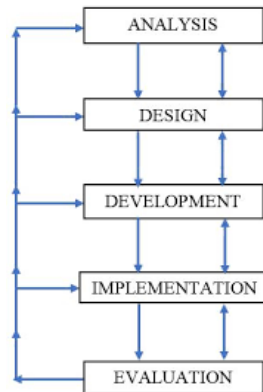 ANALYSIS
DESIGN
DEVELOPMENT
IMPLEMENTATION
EVALUATION